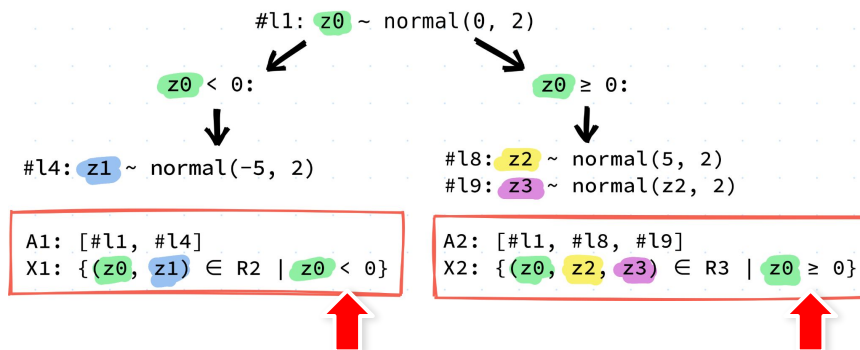 #l1: z0 ~ normal(0, 2)
z0 < 0:
z0 ≥ 0:
#l4: z1 ~ normal(-5, 2)
#l8: z2 ~ normal(5, 2)
#l9: z3 ~ normal(z2, 2)
A1: [#l1, #l4]
X1: {(z0, z1) ∈ R2 | z0 < 0}
A2: [#l1, #l8, #l9]
X2: {(z0, z2, z3) ∈ R3 | z0 ≥ 0}